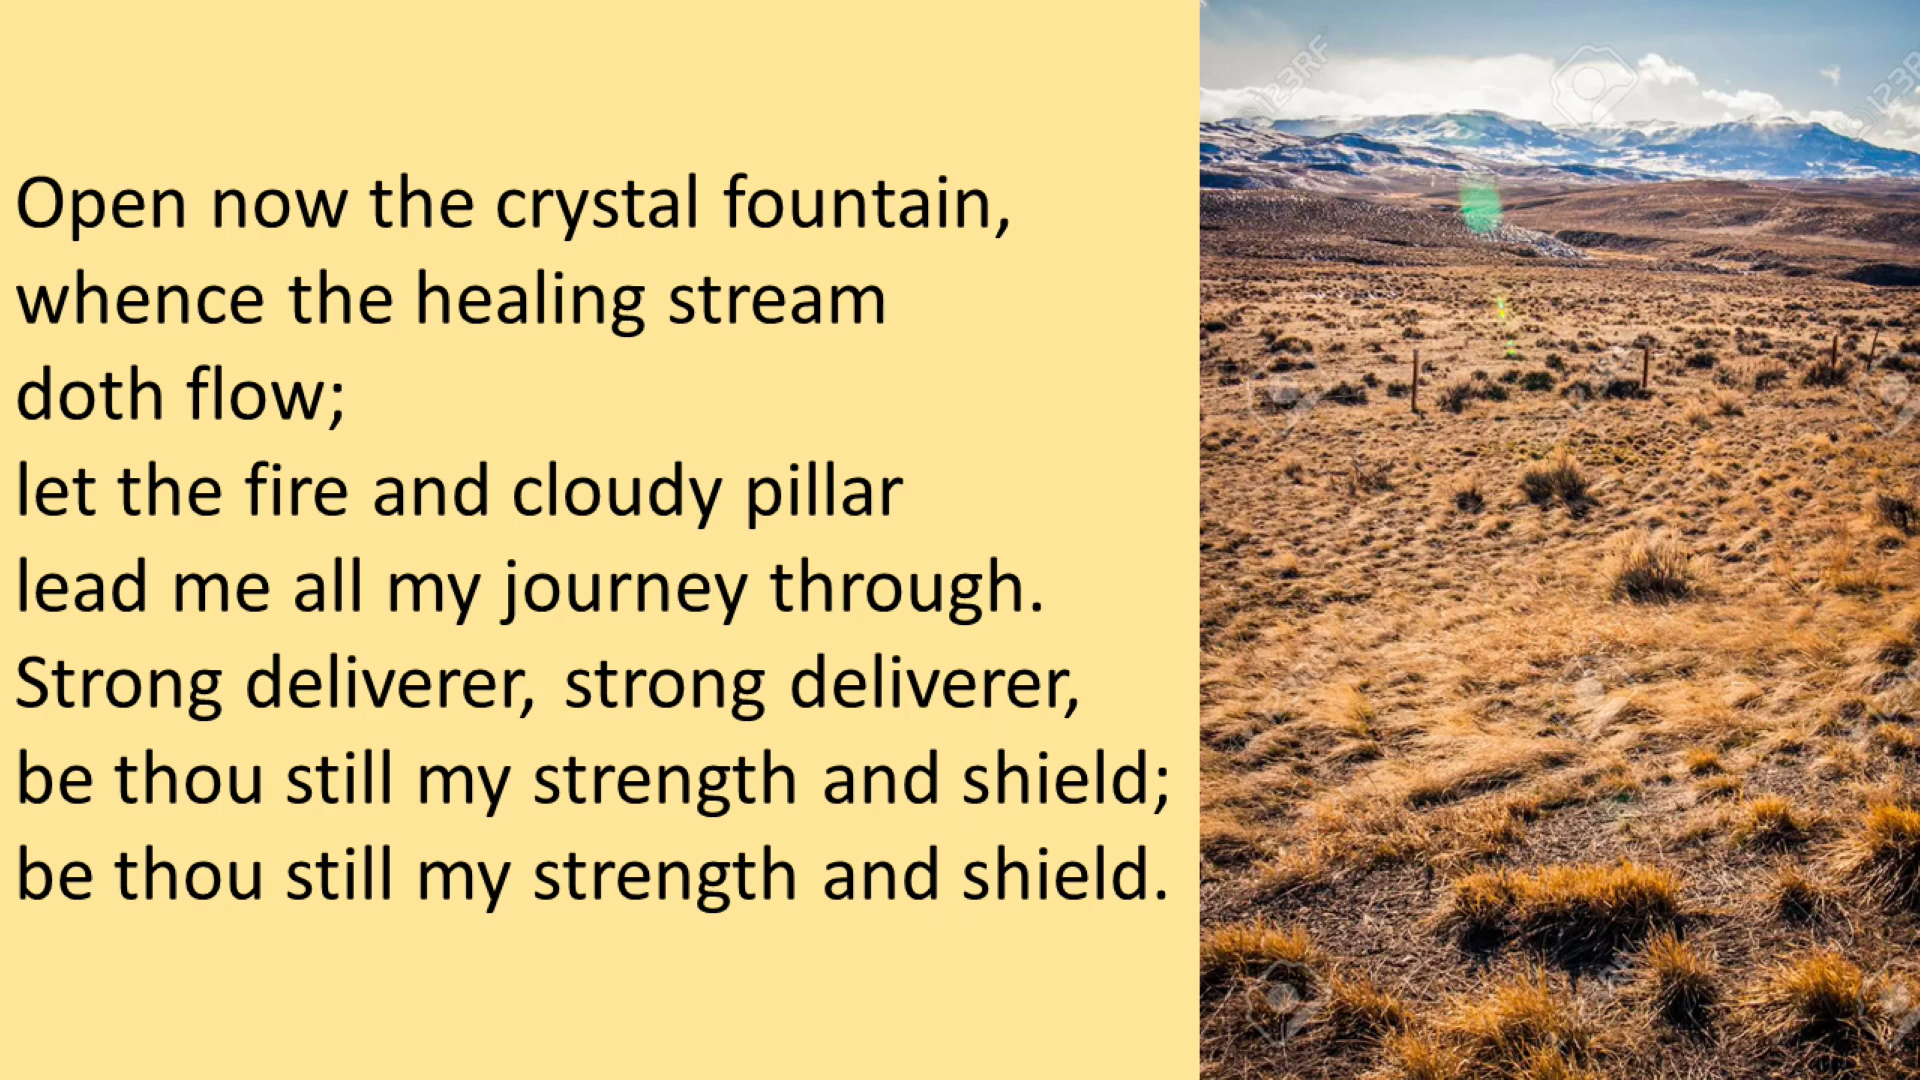 Open now the crystal fountain,
whence the healing stream
doth flow;
let the fire and cloudy pillar
lead me all my journey through.
Strong deliverer, strong deliverer,
be thou still my strength and shield;
be thou still my strength and shield.
123RF